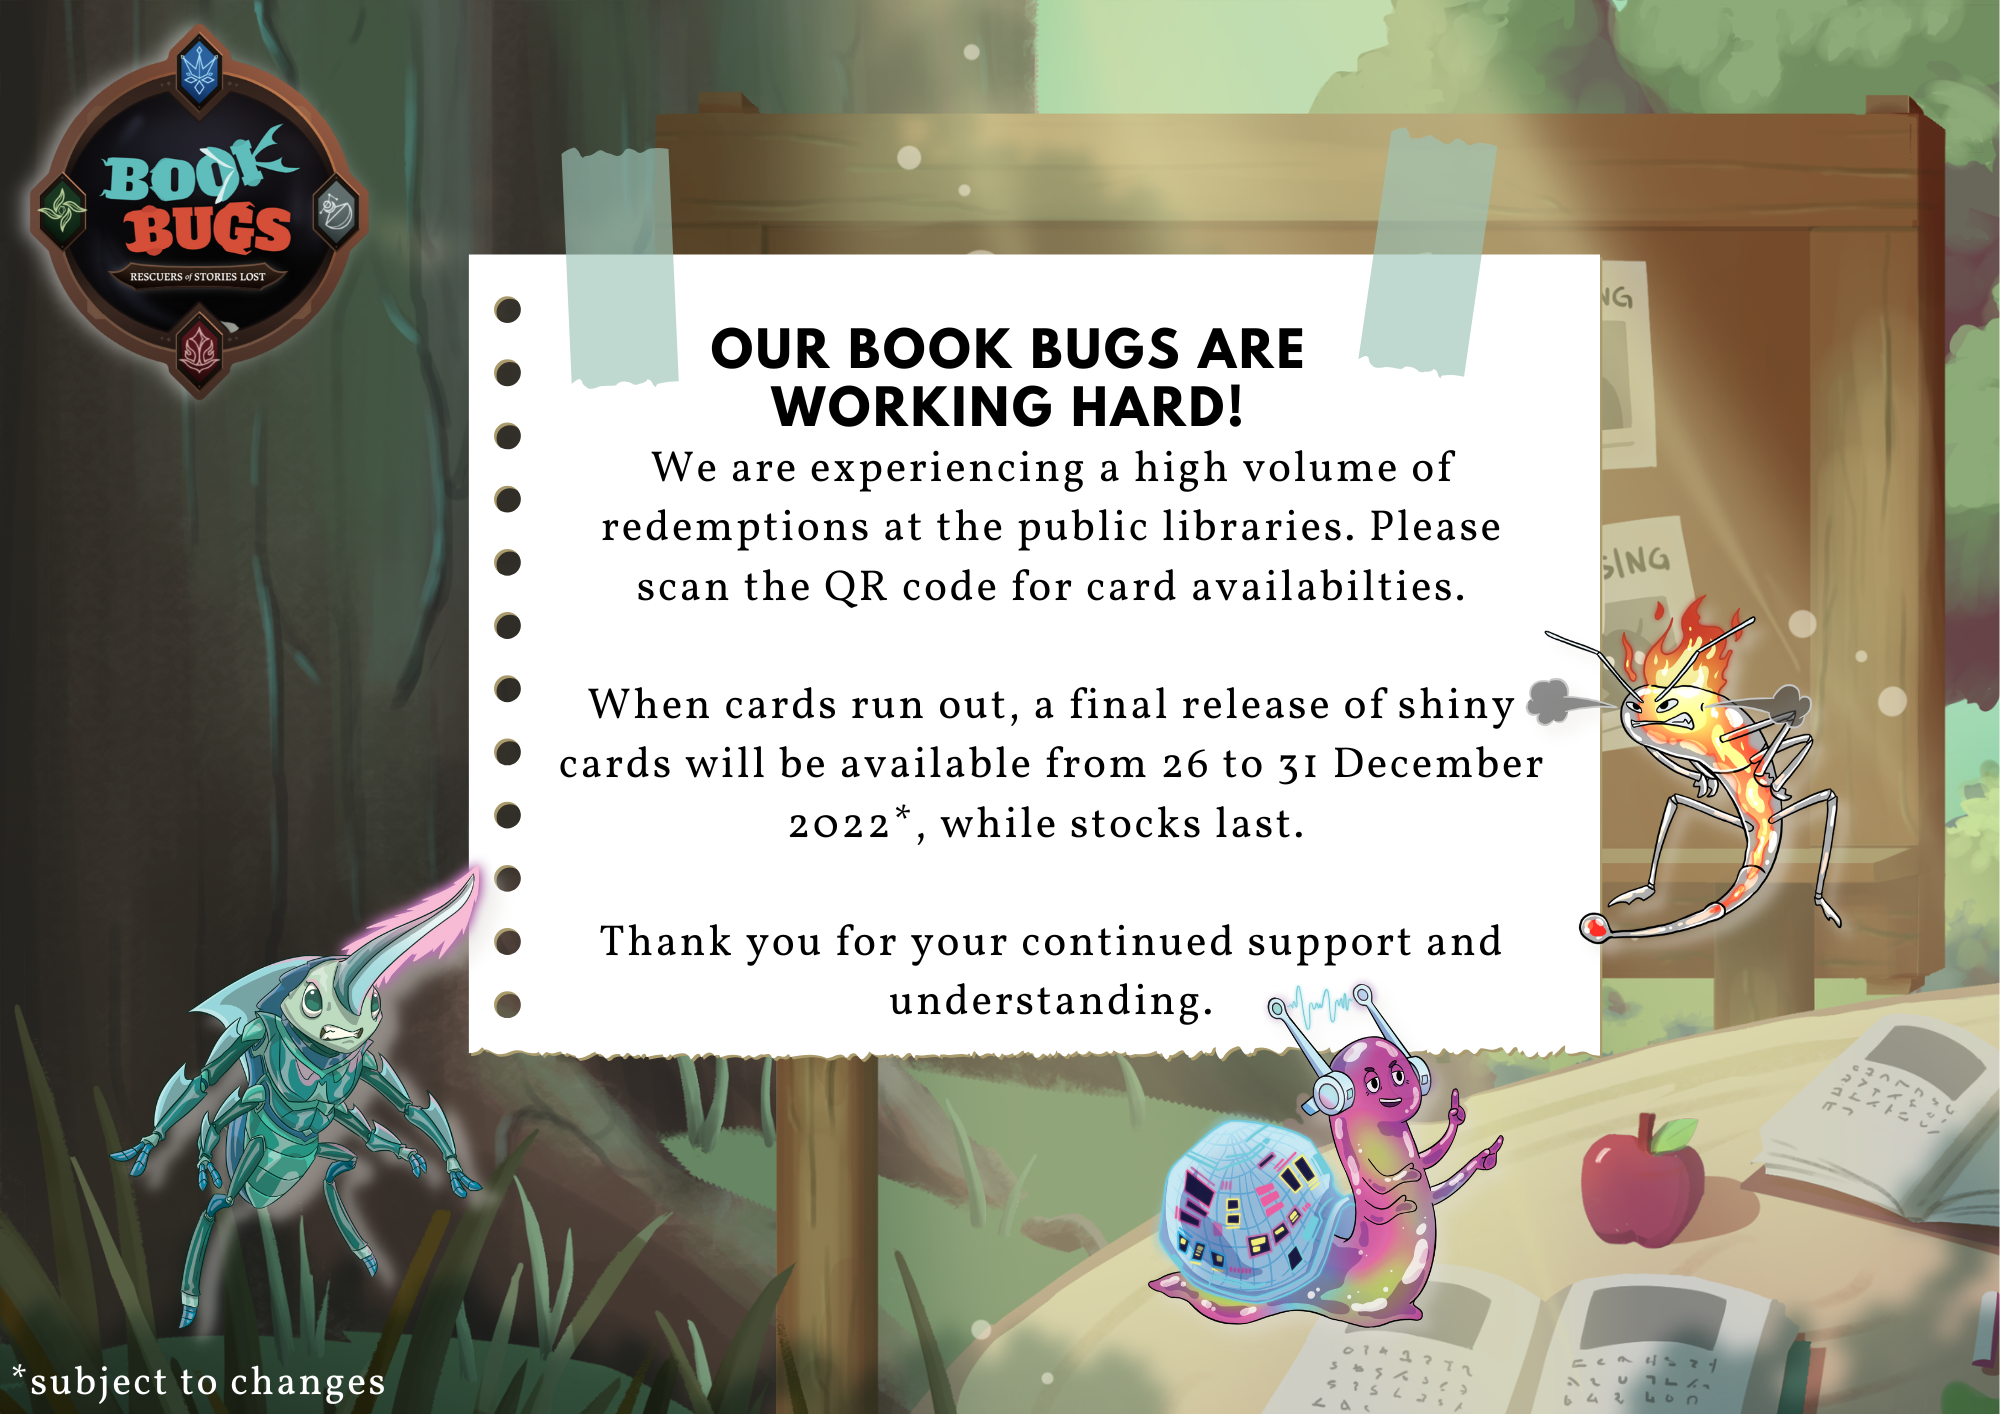 BOOK
BUGS
RESCUERS of STORIES LOST
OUR BOOK BUGS ARE
WORKING HARD!
We are experiencing a high volume of
redemptions at the public libraries. Please
scan the QR code for card availabilties.
When cards run out, a final release of shiny
cards will be available from 26 to 31 December
2022*, while stocks last.
Thank you for your continued support and
understanding.
*subject to changes